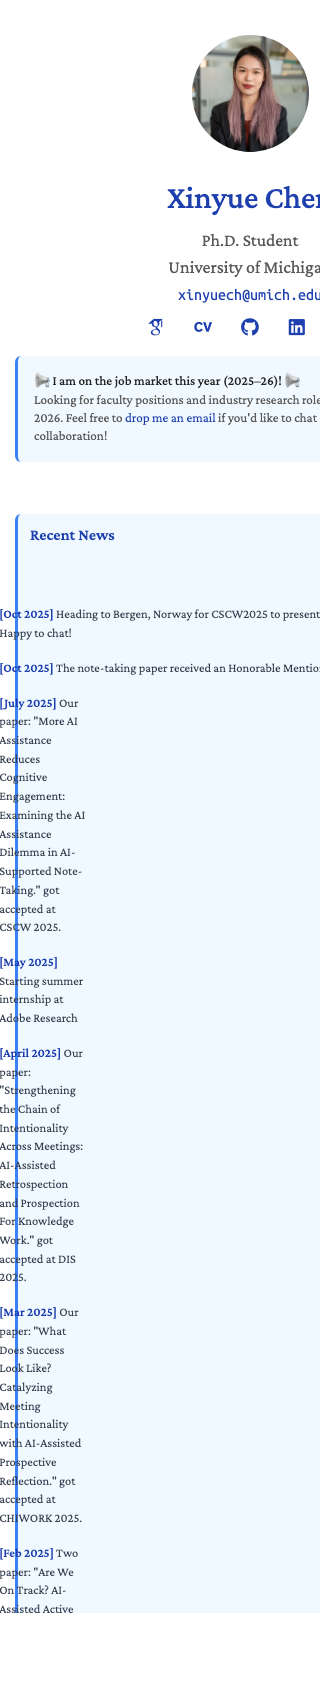 Xinyue Cher
Ph.D. Student
University of Michiga
xinyuech@umich.edu
CV
I am on the job market this year (2025–26)!
Looking for faculty positions and industry research role
2026. Feel free to drop me an email if you'd like to chat
collaboration!
Recent News
[Oct 2025] Heading to Bergen, Norway for CSCW2025 to present
Happy to chat!
[Oct 2025] The note-taking paper received an Honorable Mentio
[July 2025] Our
paper: "More AI
Assistance
Reduces
Cognitive
Engagement:
Examining the AI
Assistance
Dilemma in AI-
Supported Note-
Taking." got
accepted at
CSCW 2025.
[May 2025]
Starting summer
internship at
Adobe Research
[April 2025] Our
paper:
"Strengthening
the Chain of
Intentionality
Across Meetings:
AI-Assisted
Retrospection
and Prospection
For Knowledge
Work." got
accepted at DIS
2025.
[Mar 2025] Our
paper: "What
Does Success
Look Like?
Catalyzing
Meeting
Intentionality
with AI-Assisted
Prospective
Reflection." got
accepted at
CHIWORK 2025.
[Feb 2025] Two
paper: "Are We
On Track? AI-
Assisted Active